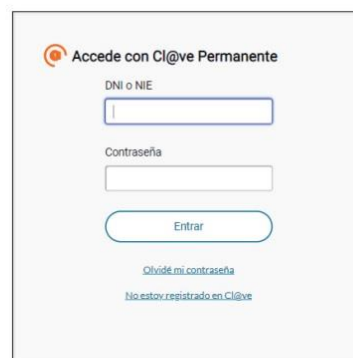 Accede con Cl@ve Permanente
DNI o NIE
Contraseña
Entrar
Olvidé mi contraseña
No estoy registrado en Cl@ve